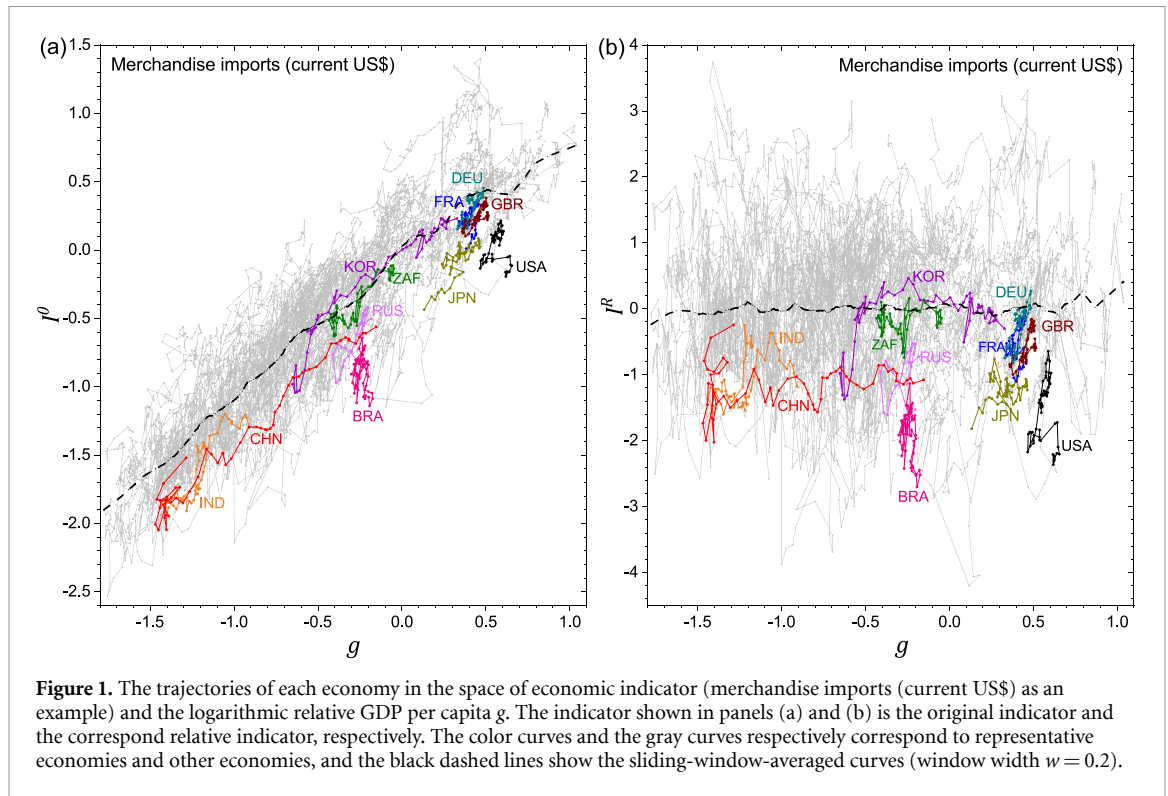 (a)
Merchandise imports (current US$)
1.5
1.0
0.5
0.0
-0.5
-1.0
-1.5
-2.0
-2.5
I⁰
DEU
FRA
GBR
KOR
ZAF
USA
JPN
RUS
BRA
CHN
IND
-1.5 -1.0 -0.5 0.0 0.5 1.0
g
(b)
Merchandise imports (current US$)
4
3
2
1
0
-1
-2
-3
-4
Iᴿ
KOR
DEU
GBR
IND
ZAF
RUS
FRA
CHN
JPN
USA
BRA
-1.5 -1.0 -0.5 0.0 0.5 1.0
g
Figure 1. The trajectories of each economy in the space of economic indicator (merchandise imports (current US$) as an
example) and the logarithmic relative GDP per capita g. The indicator shown in panels (a) and (b) is the original indicator and
the correspond relative indicator, respectively. The color curves and the gray curves respectively correspond to representative
economies and other economies, and the black dashed lines show the sliding-window-averaged curves (window width w = 0.2).